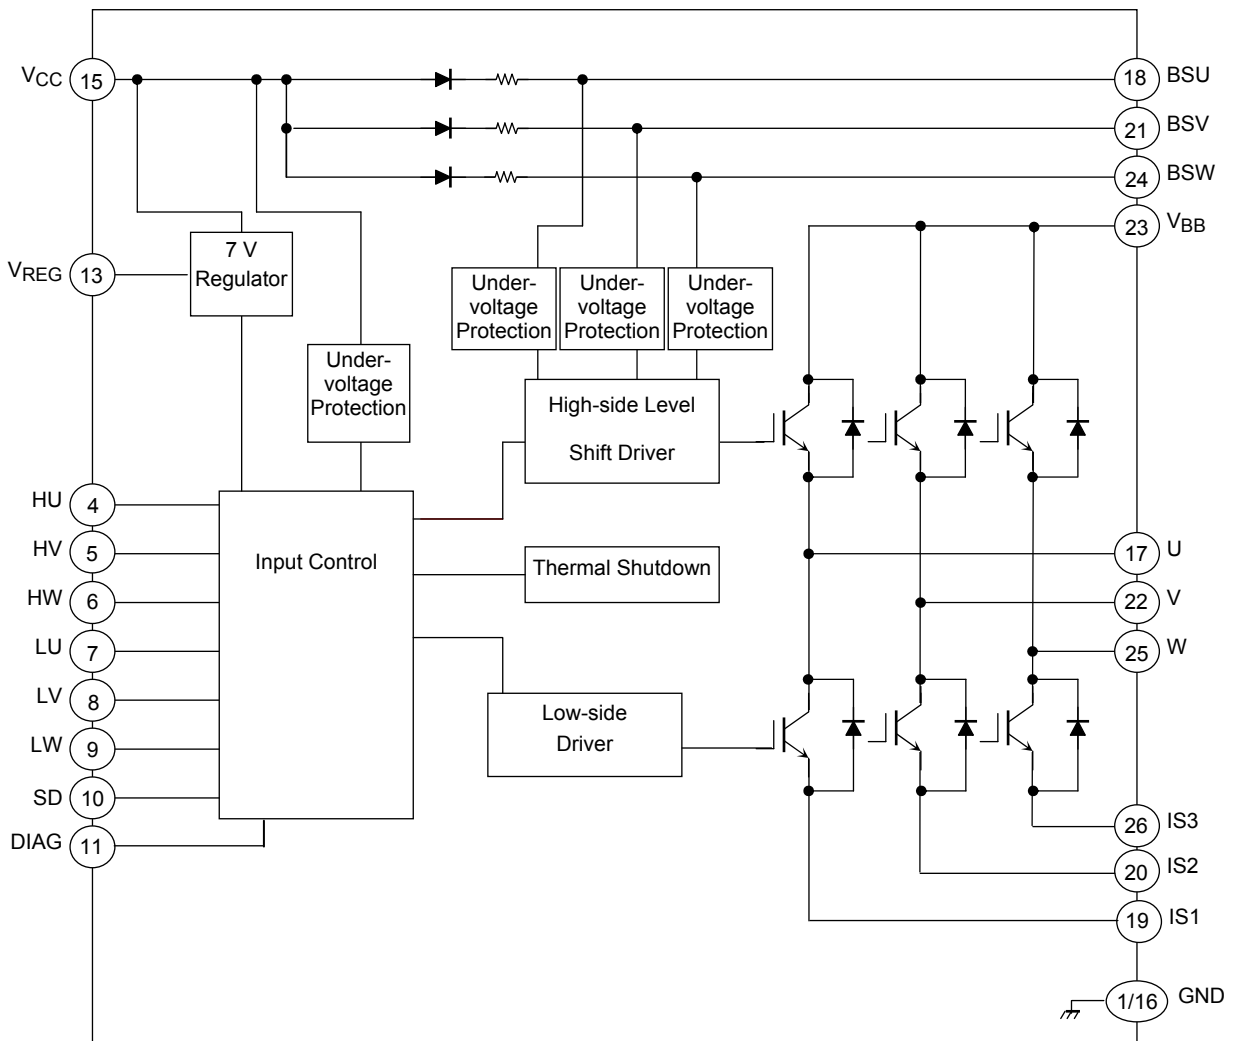 VCC 15
18 BSU
21 BSV
24 BSW
23 VBB
7 V
Regulator
VREG 13
Under-
voltage
Protection
Under-
voltage
Protection
Under-
voltage
Protection
Under-
voltage
Protection
High-side Level
Shift Driver
HU 4
HV 5
HW 6
LU 7
LV 8
LW 9
SD 10
DIAG 11
Input Control
Thermal Shutdown
Low-side
Driver
17 U
22 V
25 W
26 IS3
20 IS2
19 IS1
1/16 GND